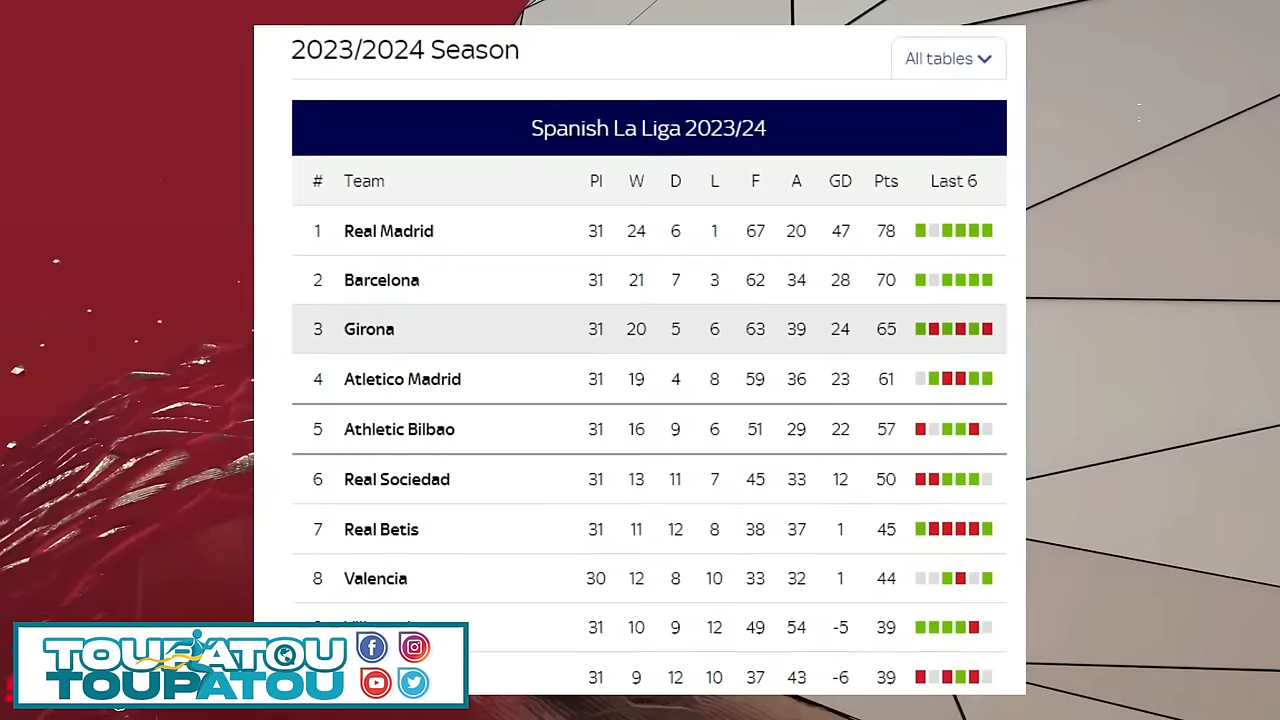 2023/2024 Season
All tables
Spanish La Liga 2023/24
# Team Pl W D L F A GD Pts Last 6
1 Real Madrid 31 24 6 1 67 20 47 78
2 Barcelona 31 21 7 3 62 34 28 70
3 Girona 31 20 5 6 63 39 24 65
4 Atletico Madrid 31 19 4 8 59 36 23 61
5 Athletic Bilbao 31 16 9 6 51 29 22 57
6 Real Sociedad 31 13 11 7 45 33 12 50
7 Real Betis 31 11 12 8 38 37 1 45
8 Valencia 30 12 8 10 33 32 1 44
31 10 9 12 49 54 -5 39
31 9 12 10 37 43 -6 39
TOUPATOU
TOUPATOU